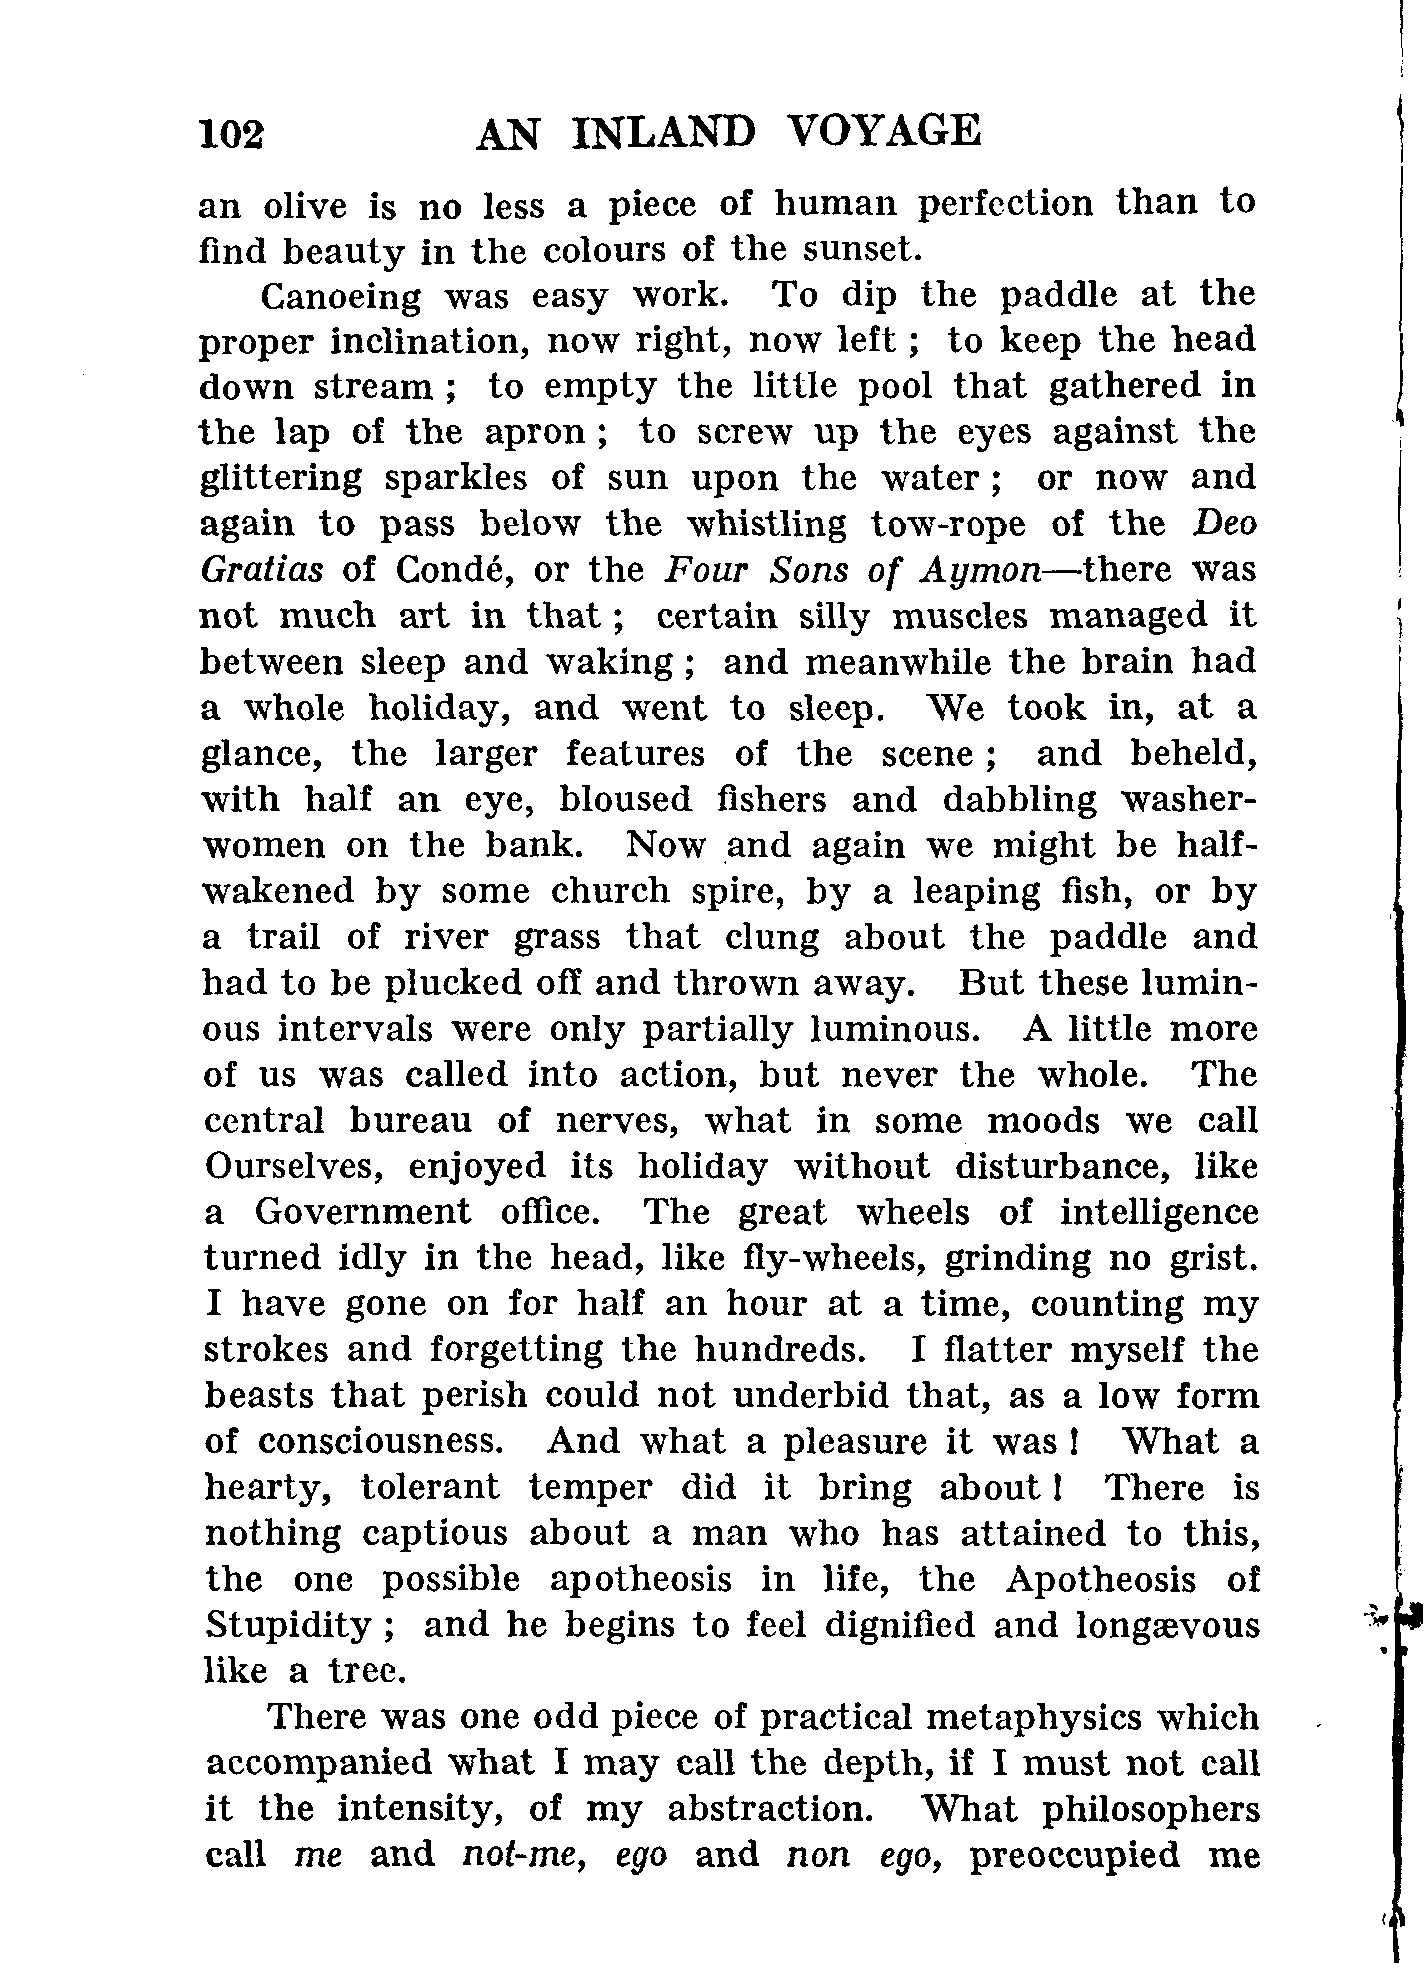 102 AN INLAND VOYAGE
an olive is no less a piece of human perfection than to
find beauty in the colours of the sunset.
Canoeing was easy work. To dip the paddle at the
proper inclination, now right, now left ; to keep the head
down stream ; to empty the little pool that gathered in
the lap of the apron ; to screw up the eyes against the
glittering sparkles of sun upon the water ; or now and
again to pass below the whistling tow-rope of the Deo
Gratias of Condé, or the Four Sons of Aymon—there was
not much art in that ; certain silly muscles managed it
between sleep and waking ; and meanwhile the brain had
a whole holiday, and went to sleep. We took in, at a
glance, the larger features of the scene ; and beheld,
with half an eye, bloused fishers and dabbling washer-
women on the bank. Now and again we might be half-
wakened by some church spire, by a leaping fish, or by
a trail of river grass that clung about the paddle and
had to be plucked off and thrown away. But these lumin-
ous intervals were only partially luminous. A little more
of us was called into action, but never the whole. The
central bureau of nerves, what in some moods we call
Ourselves, enjoyed its holiday without disturbance, like
a Government office. The great wheels of intelligence
turned idly in the head, like fly-wheels, grinding no grist.
I have gone on for half an hour at a time, counting my
strokes and forgetting the hundreds. I flatter myself the
beasts that perish could not underbid that, as a low form
of consciousness. And what a pleasure it was ! What a
hearty, tolerant temper did it bring about ! There is
nothing captious about a man who has attained to this,
the one possible apotheosis in life, the Apotheosis of
Stupidity ; and he begins to feel dignified and longævous
like a tree.
There was one odd piece of practical metaphysics which
accompanied what I may call the depth, if I must not call
it the intensity, of my abstraction. What philosophers
call me and not-me, ego and non ego, preoccupied me